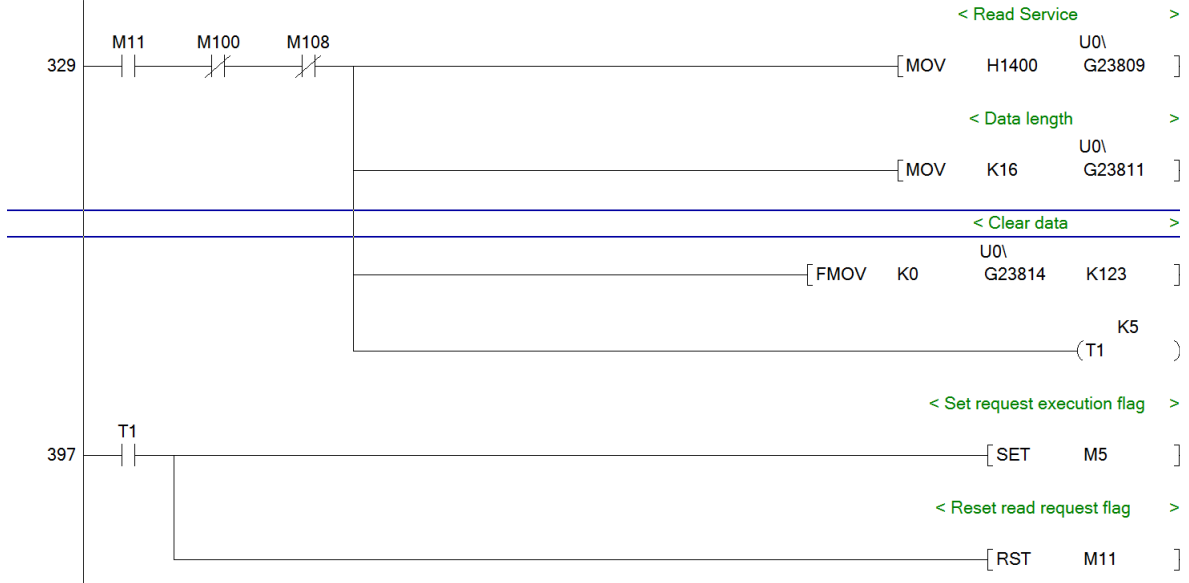 < Read Service >
M11 M100 M108 U0\
329 MOV H1400 G23809
< Data length >
U0\
MOV K16 G23811
< Clear data >
U0\
FMOV K0 G23814 K123
K5
T1
< Set request execution flag >
T1
397 SET M5
< Reset read request flag >
RST M11